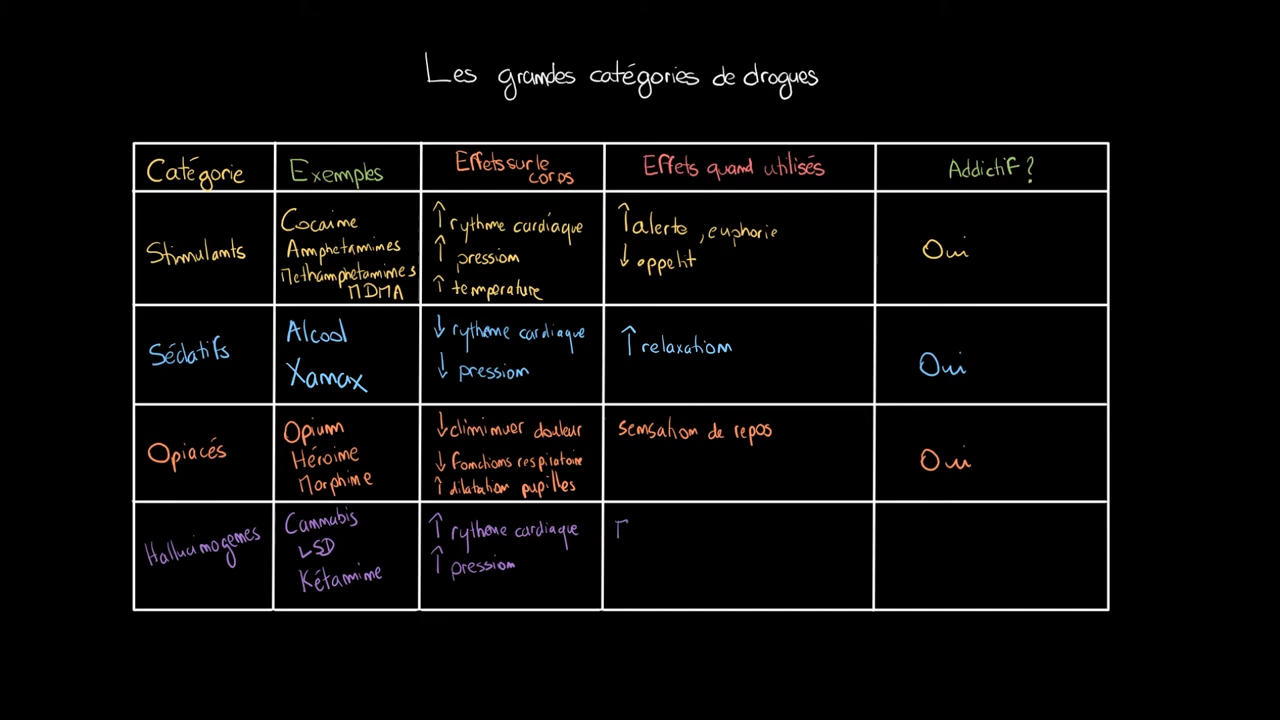 Les grandes catégories de drogues
Catégorie
Exemples
Effets sur le
corps
Effets quand utilisés
Addictif ?
Stimulants
Cocaine
Amphetamines
Methamphetamines
MDMA
↑ rythme cardiaque
↑ pression
↑ temperature
↑ alerte, euphorie
↓ appetit
Oui
Sédatifs
Alcool
Xanax
↓ rytheme cardiaque
↓ pression
↑ relaxation
Oui
Opiacés
Opium
Héroine
Morphine
↓ diminuer douleur
↓ fonctions respiratoire
↑ dilatation pupilles
sensation de repos
Oui
Hallucinogenes
Cannabis
LSD
Kétamine
↑ rytheme cardiaque
↑ pression